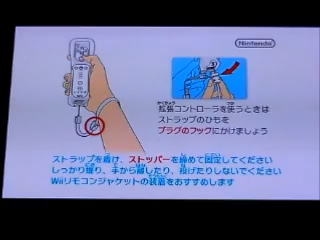 Nintendo
拡張コントローラを使うときは
ストラップのひもを
プラグのフックにかけましょう
ストラップを着け、ストッパーを締めて固定してください
しっかり握り、手から離したり、投げたりしないでください
Wiiリモコンジャケットの装着をおすすめします